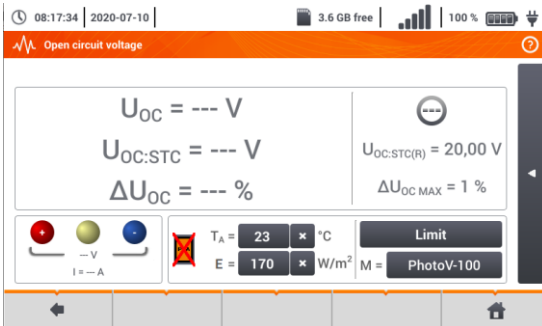 08:17:34 2020-07-10 3.6 GB free 100 %
Open circuit voltage ?
UOC = --- V
UOC:STC = --- V
ΔUOC = --- %
---
UOC:STC(R) = 20,00 V
ΔUOC MAX = 1 %
+ -
--- V
I = --- A
TA = 23 × °C
E = 170 × W/m²
Limit
M = PhotoV-100